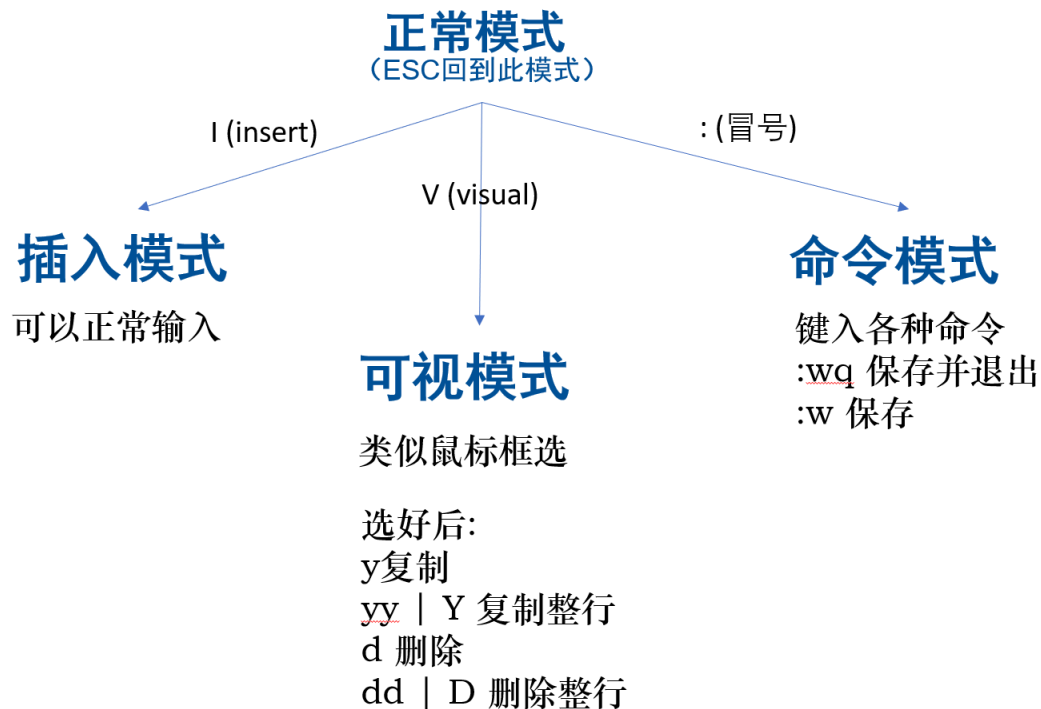 正常模式
（ESC回到此模式）
I (insert)
: (冒号)
V (visual)
插入模式
可以正常输入
命令模式
键入各种命令
:wq 保存并退出
:w 保存
可视模式
类似鼠标框选
选好后:
y复制
yy | Y 复制整行
d 删除
dd | D 删除整行